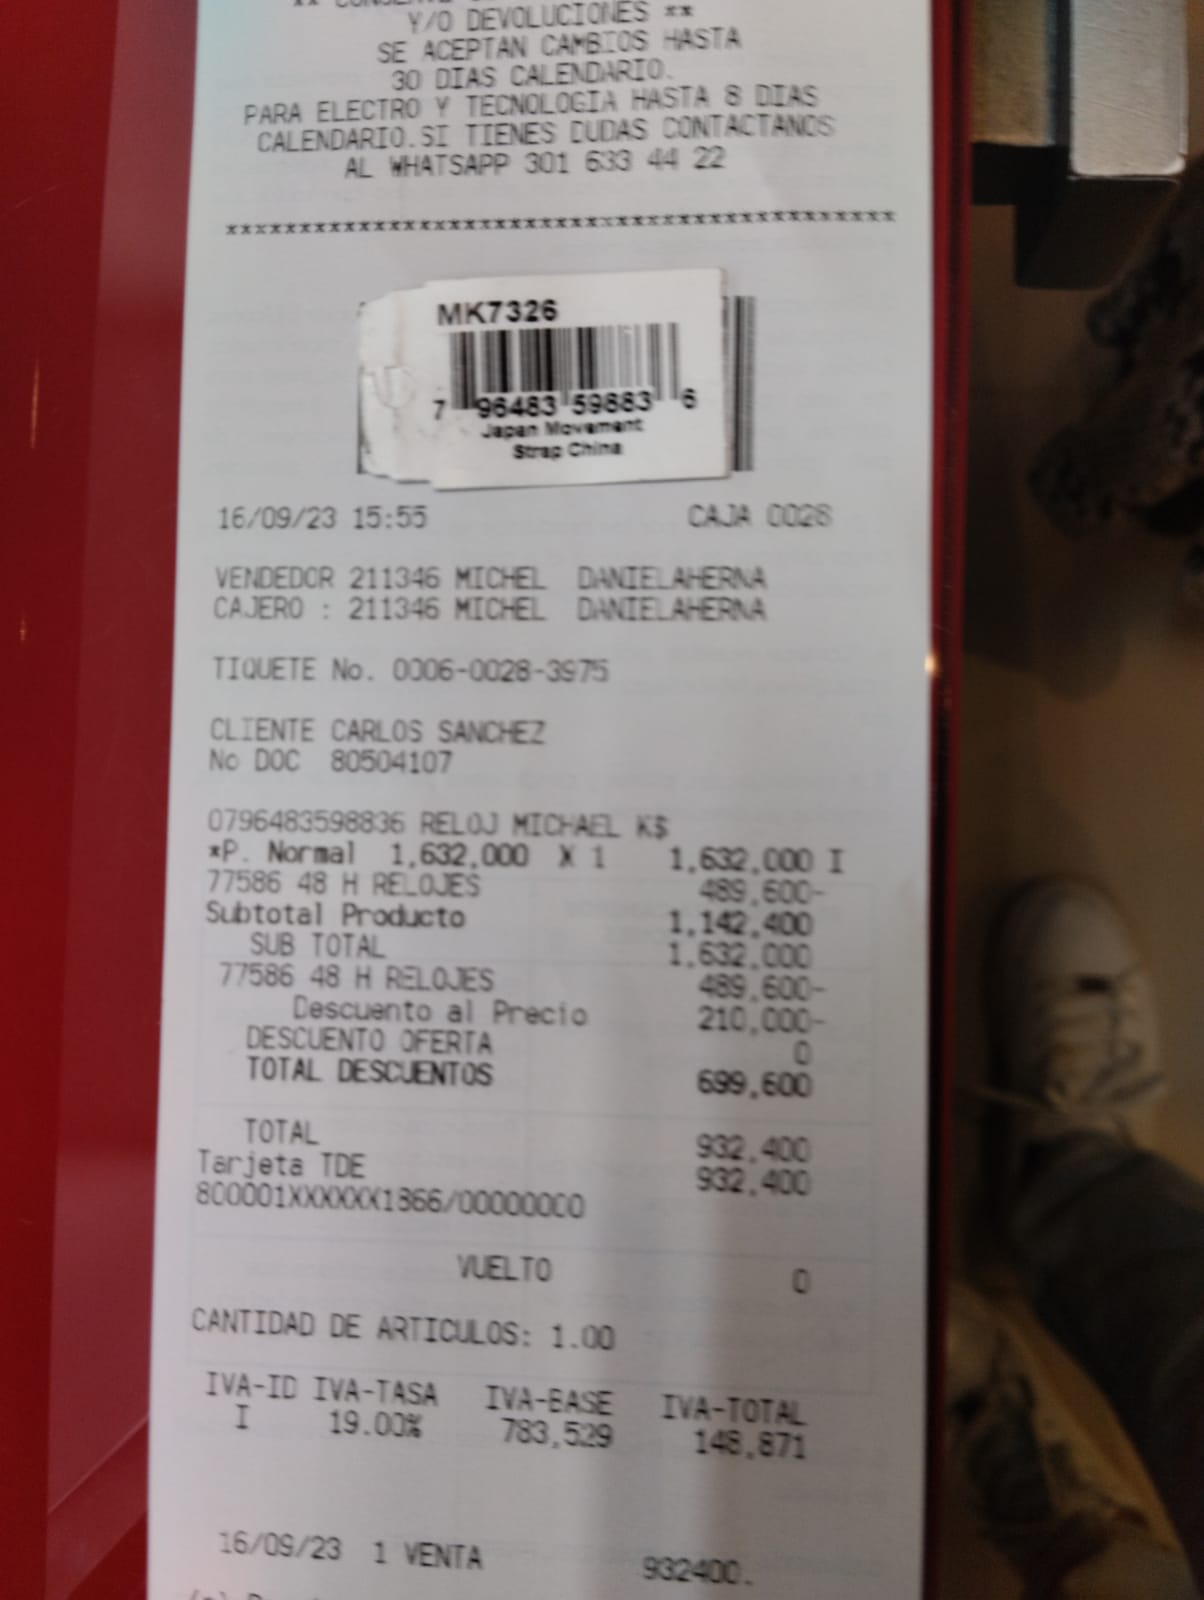 Y/O DEVOLUCIONES **
SE ACEPTAN CAMBIOS HASTA
30 DIAS CALENDARIO.
PARA ELECTRO Y TECNOLOGIA HASTA 8 DIAS
CALENDARIO.SI TIENES DUDAS CONTACTANOS
AL WHATSAPP 301 633 44 22
MK7326
7 96483 59883 6
Japan Movement
Strap China
16/09/23 15:55 CAJA 0028
VENDEDOR 211346 MICHEL DANIELAHERNA
CAJERO : 211346 MICHEL DANIELAHERNA
TIQUETE No. 0006-0028-3975
CLIENTE CARLOS SANCHEZ
No DOC 80504107
0796483598836 RELOJ MICHAEL K$
*P. Normal 1,632,000 X 1 1,632,000 I
77586 48 H RELOJES 489,600-
Subtotal Producto 1,142,400
SUB TOTAL 1,632,000
77586 48 H RELOJES 489,600-
Descuento al Precio 210,000-
DESCUENTO OFERTA 0
TOTAL DESCUENTOS 699,600
TOTAL 932,400
Tarjeta TDE 932,400
800001XXXXXX1866/00000000
VUELTO 0
CANTIDAD DE ARTICULOS: 1.00
IVA-ID IVA-TASA IVA-BASE IVA-TOTAL
I 19.00% 783,529 148,871
16/09/23 1 VENTA 932400.